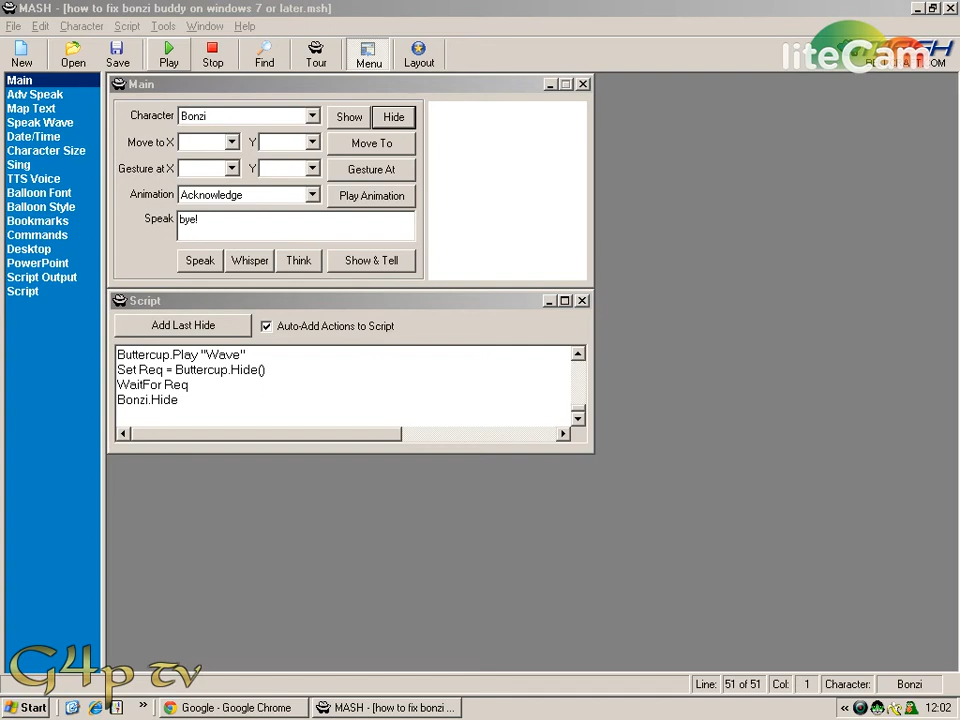 MASH - [how to fix bonzi buddy on windows 7 or later.msh]
File Edit Character Script Tools Window Help
New Open Save Play Stop Find Tour Menu Layout
liteCam
Main
Adv Speak
Map Text
Speak Wave
Date/Time
Character Size
Sing
TTS Voice
Balloon Font
Balloon Style
Bookmarks
Commands
Desktop
PowerPoint
Script Output
Script
Main
Character Bonzi Show Hide
Move to X Y Move To
Gesture at X Y Gesture At
Animation Acknowledge Play Animation
Speak bye!
Speak Whisper Think Show & Tell
Script
Add Last Hide Auto-Add Actions to Script
Buttercup.Play "Wave"
Set Req = Buttercup.Hide()
WaitFor Req
Bonzi.Hide
G4p tv
Line: 51 of 51 Col: 1 Character: Bonzi
Start » Google - Google Chrome MASH - [how to fix bonzi ... « 12:02